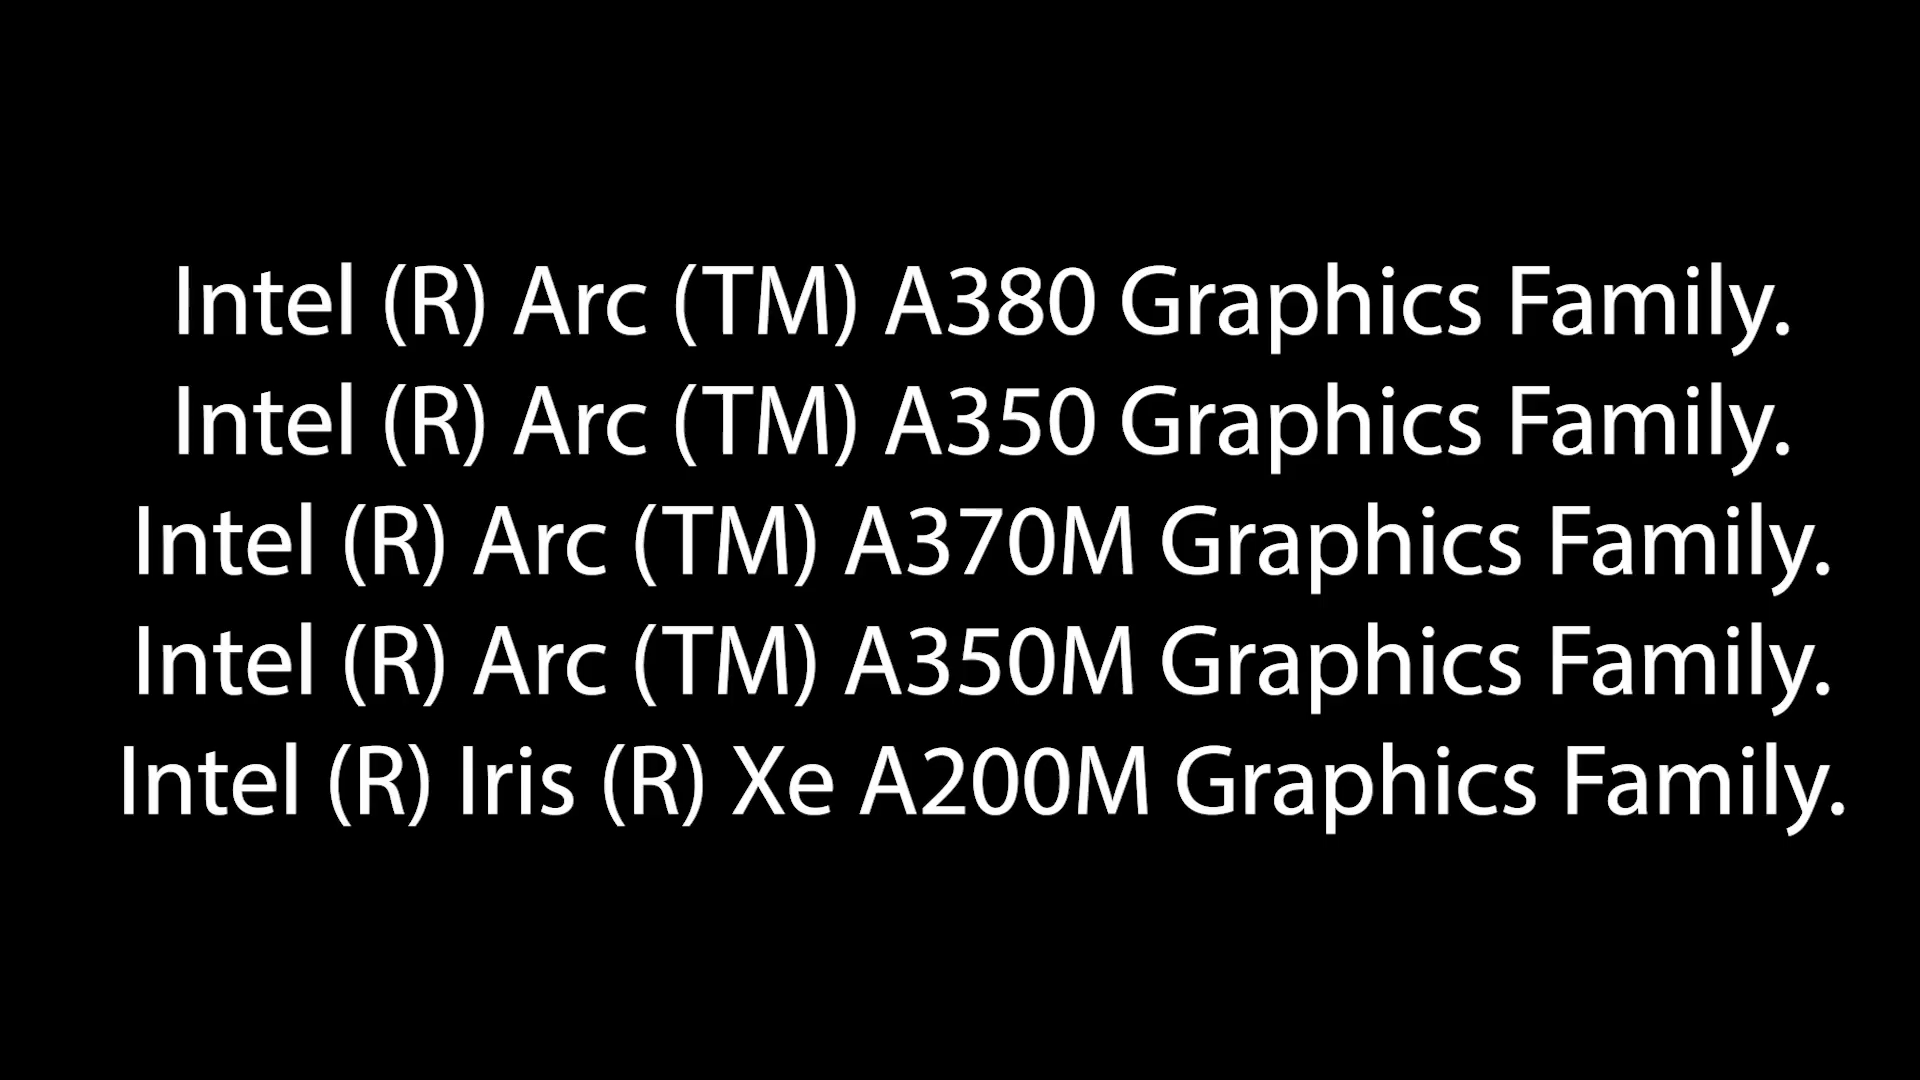 Intel (R) Arc (TM) A380 Graphics Family.
Intel (R) Arc (TM) A350 Graphics Family.
Intel (R) Arc (TM) A370M Graphics Family.
Intel (R) Arc (TM) A350M Graphics Family.
Intel (R) Iris (R) Xe A200M Graphics Family.